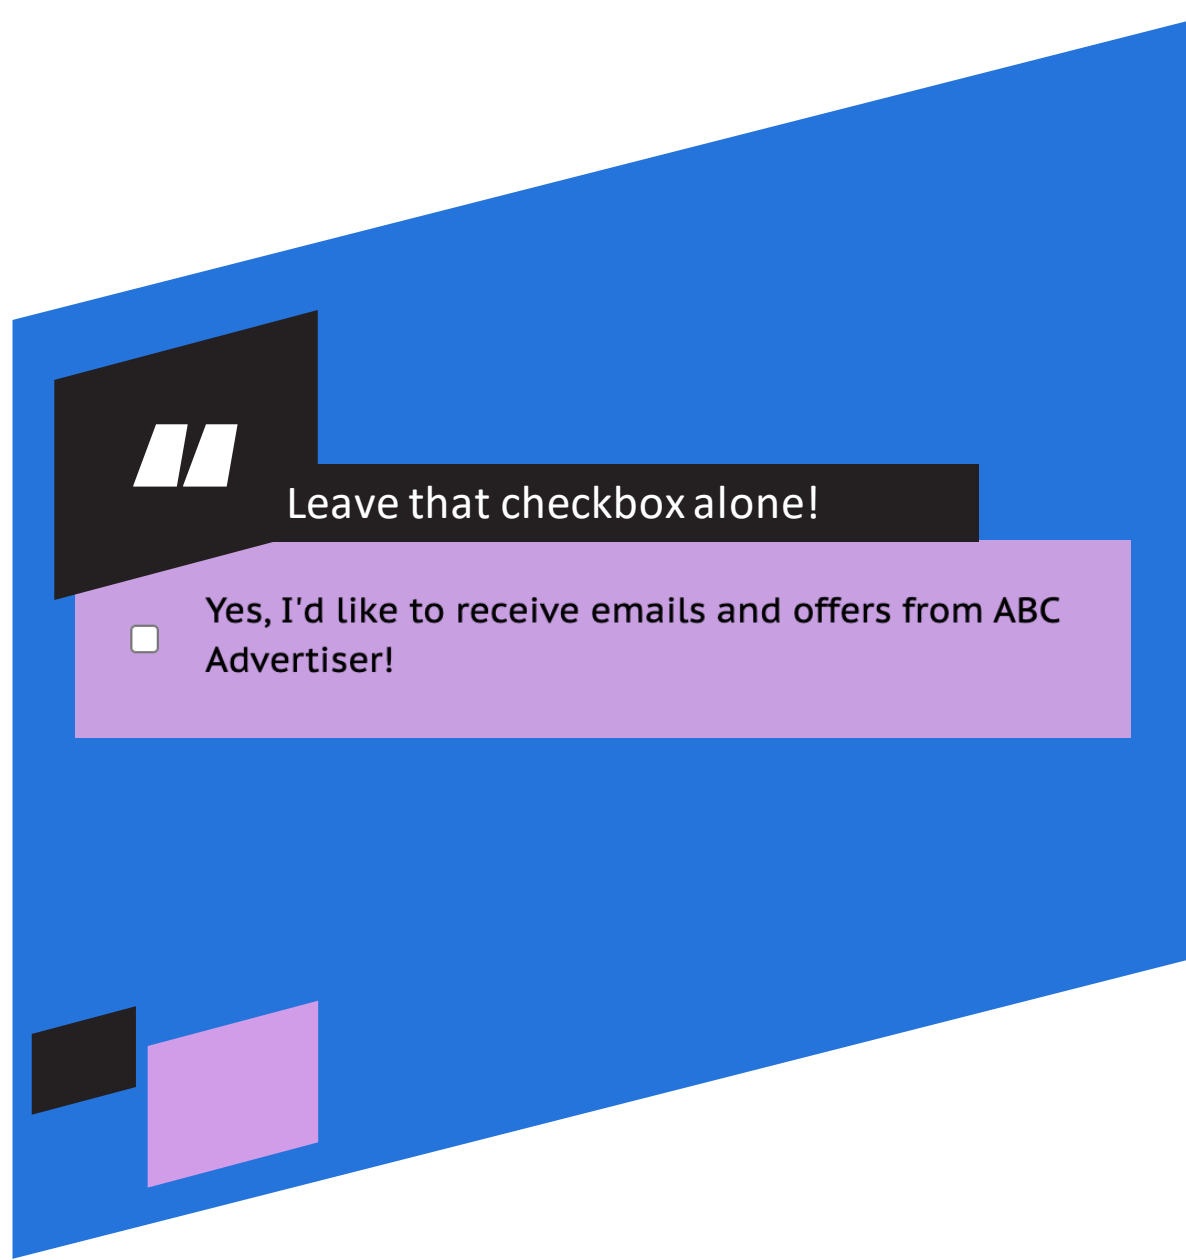 “
Leave that checkbox alone!
Yes, I'd like to receive emails and offers from ABC
Advertiser!